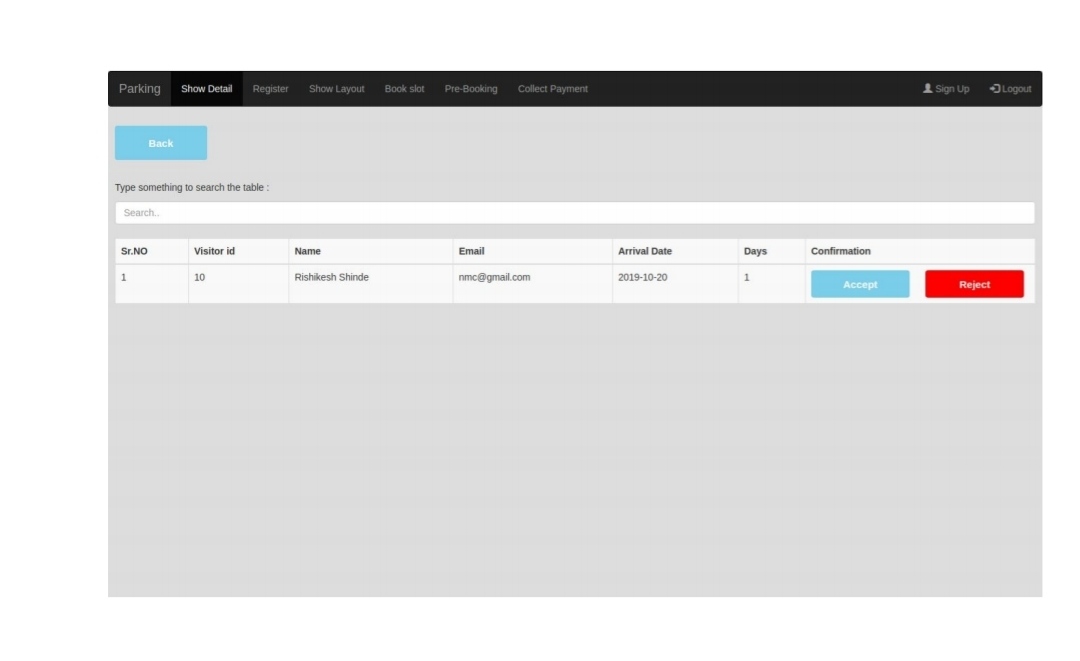 Parking Show Detail Register Show Layout Book slot Pre-Booking Collect Payment Sign Up Logout
Back
Type something to search the table :
Search..
Sr.NO Visitor id Name Email Arrival Date Days Confirmation
1 10 Rishikesh Shinde nmc@gmail.com 2019-10-20 1 Accept Reject